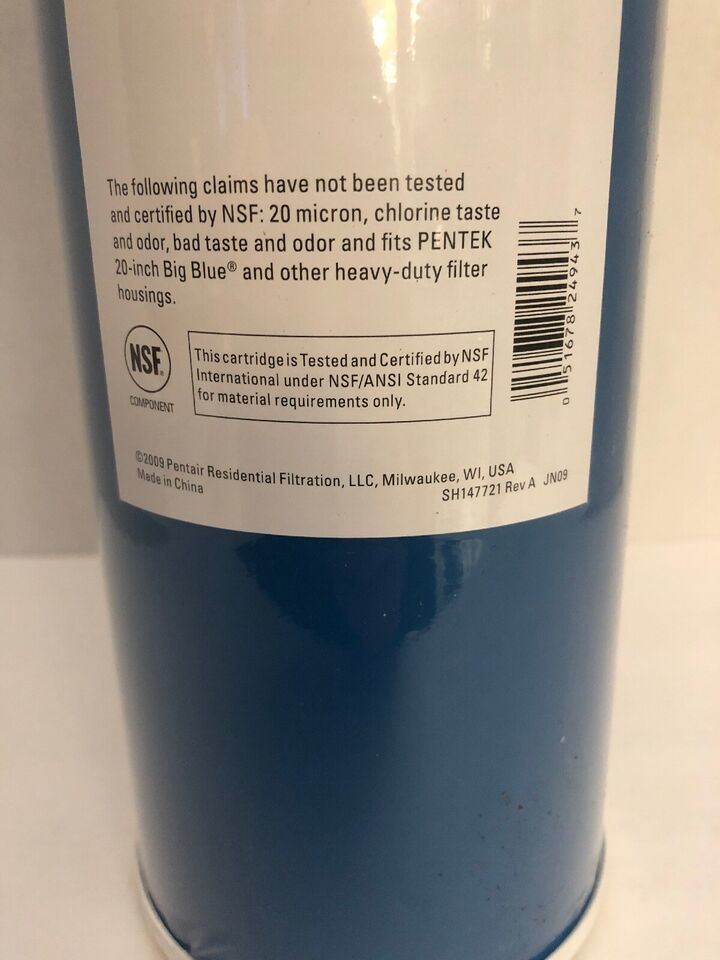 The following claims have not been tested
and certified by NSF: 20 micron, chlorine taste
and odor, bad taste and odor and fits PENTEK
20-inch Big Blue® and other heavy-duty filter
housings.
NSF®
COMPONENT
This cartridge is Tested and Certified by NSF
International under NSF/ANSI Standard 42
for material requirements only.
0 51678 24943 7
©2009 Pentair Residential Filtration, LLC, Milwaukee, WI, USA
Made in China
SH147721 Rev A JN09